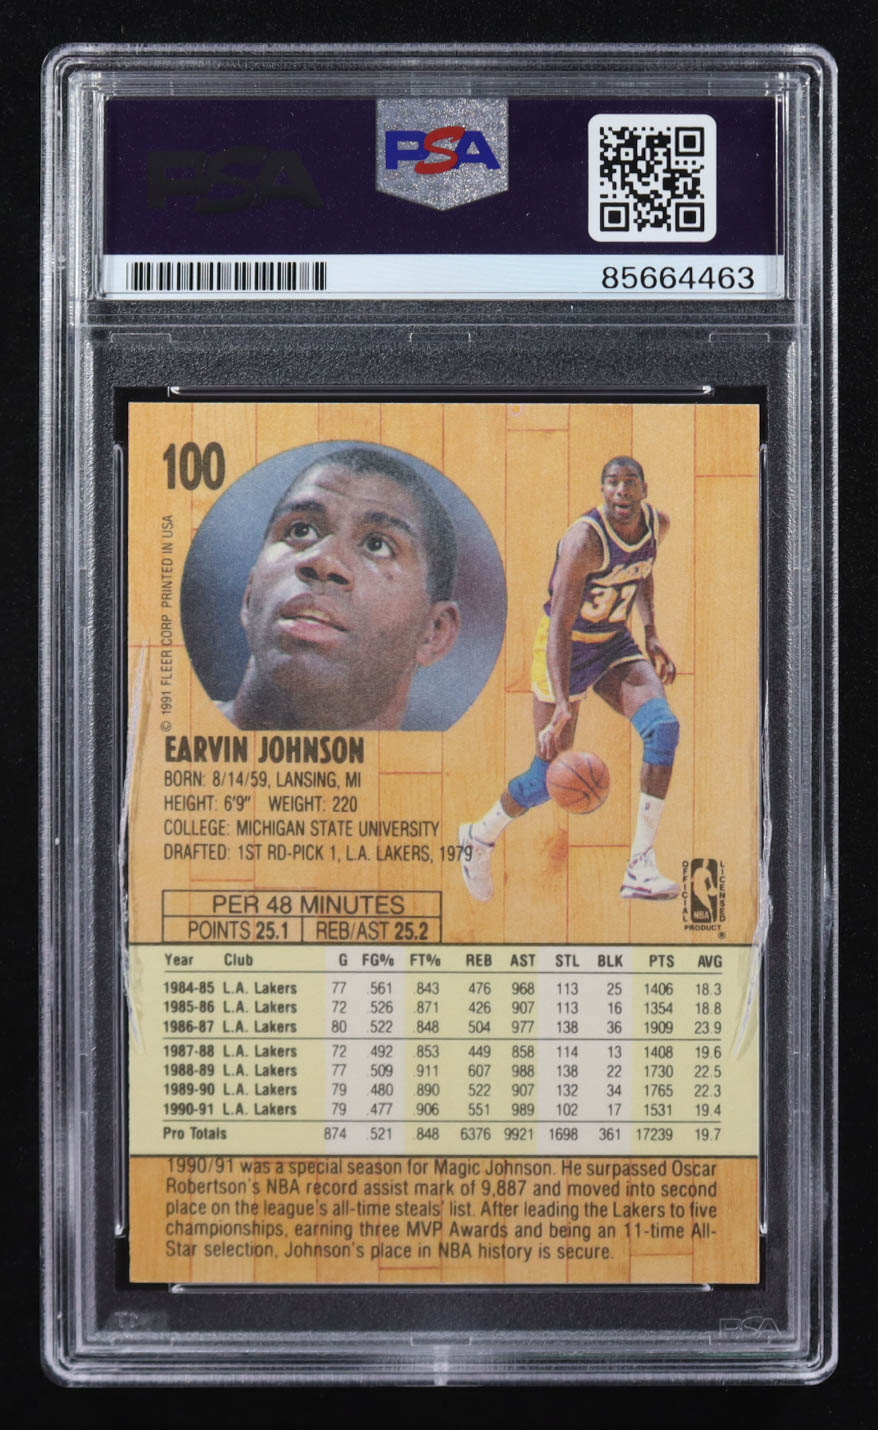 PSA
PSA
85664463
100
© 1991 FLEER CORP PRINTED IN USA
LAKERS
32
EARVIN JOHNSON
BORN: 8/14/59, LANSING, MI
HEIGHT: 6'9" WEIGHT: 220
COLLEGE: MICHIGAN STATE UNIVERSITY
DRAFTED: 1ST RD-PICK 1, L.A. LAKERS, 1979
OFFICIAL LICENSED
NBA
PRODUCT ®
PER 48 MINUTES
POINTS 25.1 REB/AST 25.2
Year Club G FG% FT% REB AST STL BLK PTS AVG
1984-85 L.A. Lakers 77 .561 .843 476 968 113 25 1406 18.3
1985-86 L.A. Lakers 72 .526 .871 426 907 113 16 1354 18.8
1986-87 L.A. Lakers 80 .522 .848 504 977 138 36 1909 23.9
1987-88 L.A. Lakers 72 .492 .853 449 858 114 13 1408 19.6
1988-89 L.A. Lakers 77 .509 .911 607 988 138 22 1730 22.5
1989-90 L.A. Lakers 79 .480 .890 522 907 132 34 1765 22.3
1990-91 L.A. Lakers 79 .477 .906 551 989 102 17 1531 19.4
Pro Totals 874 .521 .848 6376 9921 1698 361 17239 19.7
1990/91 was a special season for Magic Johnson. He surpassed Oscar
Robertson's NBA record assist mark of 9,887 and moved into second
place on the league's all-time steals' list. After leading the Lakers to five
championships, earning three MVP Awards and being an 11-time All-
Star selection, Johnson's place in NBA history is secure.
PSA